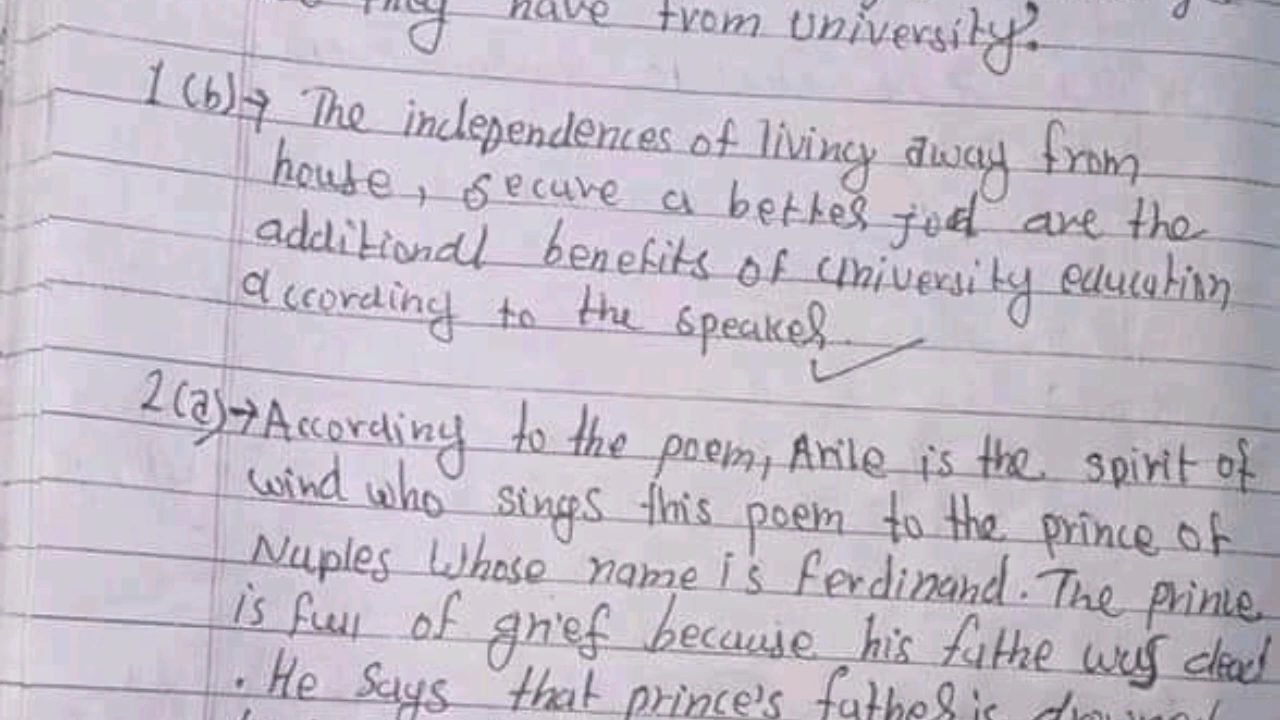 they have from university?
1(b)→ The independences of living away from
house, secure a better jod are the
additional benefits of university education
according to the speaker.
2(a)→ According to the poem, Arile is the spirit of
wind who sings this poem to the prince of
Nuples whose name is ferdinand. The prince
is full of grief because his fathe was dead
. He says that prince's father is